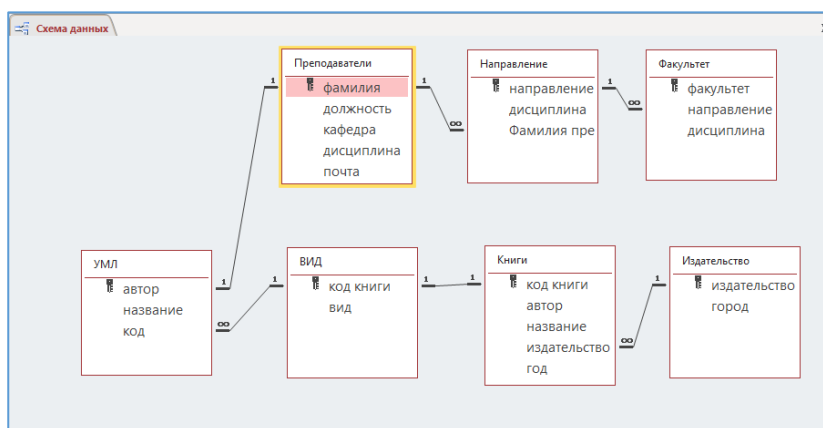 Схема данных
Преподаватели
фамилия
должность
кафедра
дисциплина
почта
Направление
направление
дисциплина
Фамилия пре
Факультет
факультет
направление
дисциплина
1
1
∞
1
∞
УМЛ
автор
название
код
ВИД
код книги
вид
Книги
код книги
автор
название
издательство
год
Издательство
издательство
город
1
∞
1
1
1
∞
1